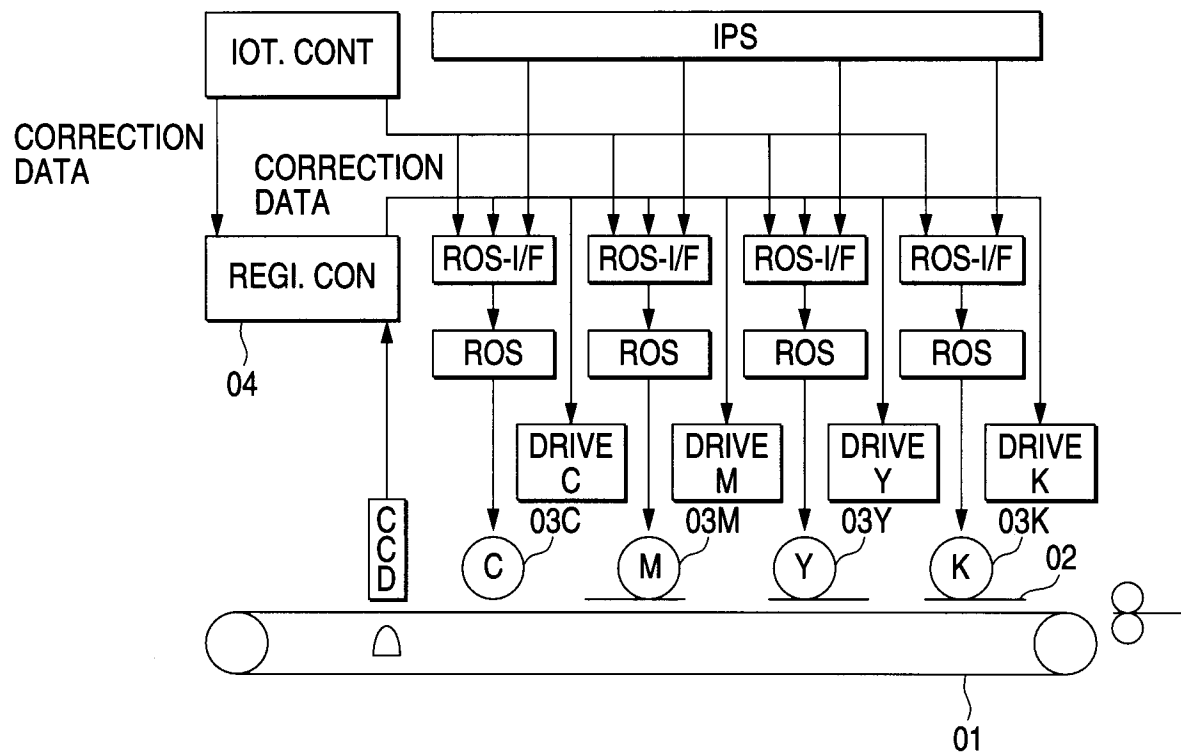 IOT. CONT
IPS
CORRECTION
DATA
CORRECTION
DATA
REGI. CON
ROS-I/F
ROS-I/F
ROS-I/F
ROS-I/F
ROS
ROS
ROS
ROS
04
DRIVE
C
DRIVE
M
DRIVE
Y
DRIVE
K
CCD
03C
03M
03Y
03K
C
M
Y
K
02
01